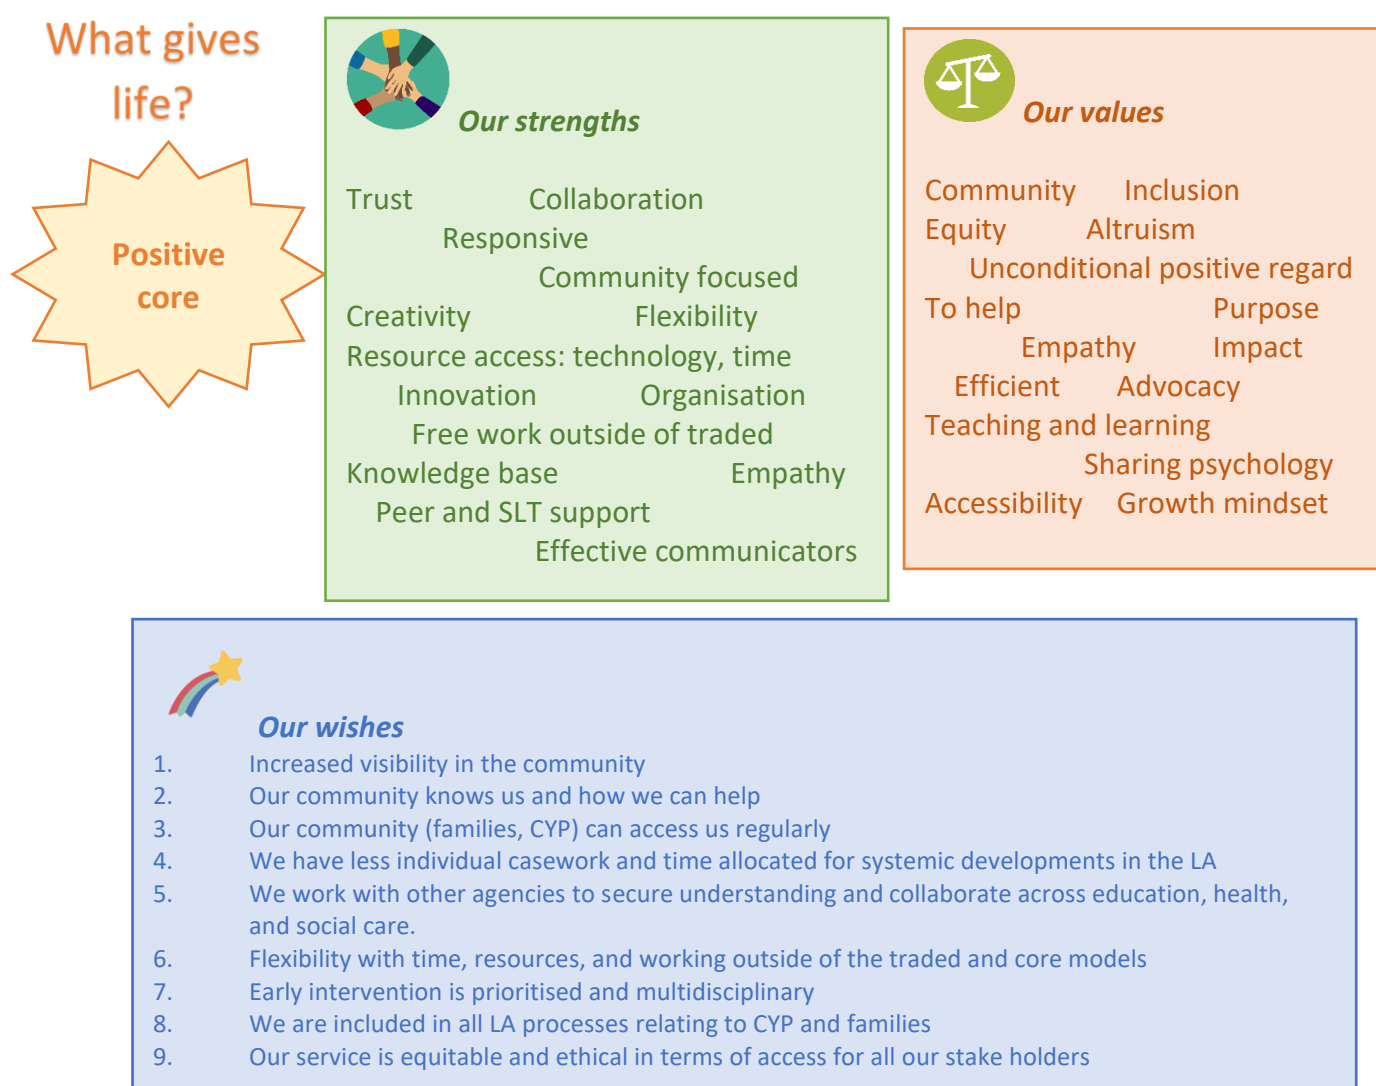 What gives
life?
Positive
core
Our strengths
Trust Collaboration
Responsive
Community focused
Creativity Flexibility
Resource access: technology, time
Innovation Organisation
Free work outside of traded
Knowledge base Empathy
Peer and SLT support
Effective communicators
Our values
Community Inclusion
Equity Altruism
Unconditional positive regard
To help Purpose
Empathy Impact
Efficient Advocacy
Teaching and learning
Sharing psychology
Accessibility Growth mindset
Our wishes
1. Increased visibility in the community
2. Our community knows us and how we can help
3. Our community (families, CYP) can access us regularly
4. We have less individual casework and time allocated for systemic developments in the LA
5. We work with other agencies to secure understanding and collaborate across education, health,
and social care.
6. Flexibility with time, resources, and working outside of the traded and core models
7. Early intervention is prioritised and multidisciplinary
8. We are included in all LA processes relating to CYP and families
9. Our service is equitable and ethical in terms of access for all our stake holders